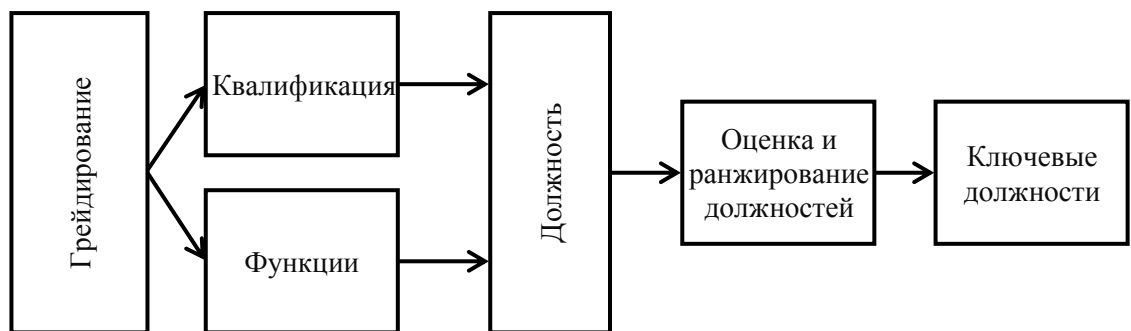 Грейдирование
Квалификация
Функции
Должность
Оценка и
ранжирование
должностей
Ключевые
должности